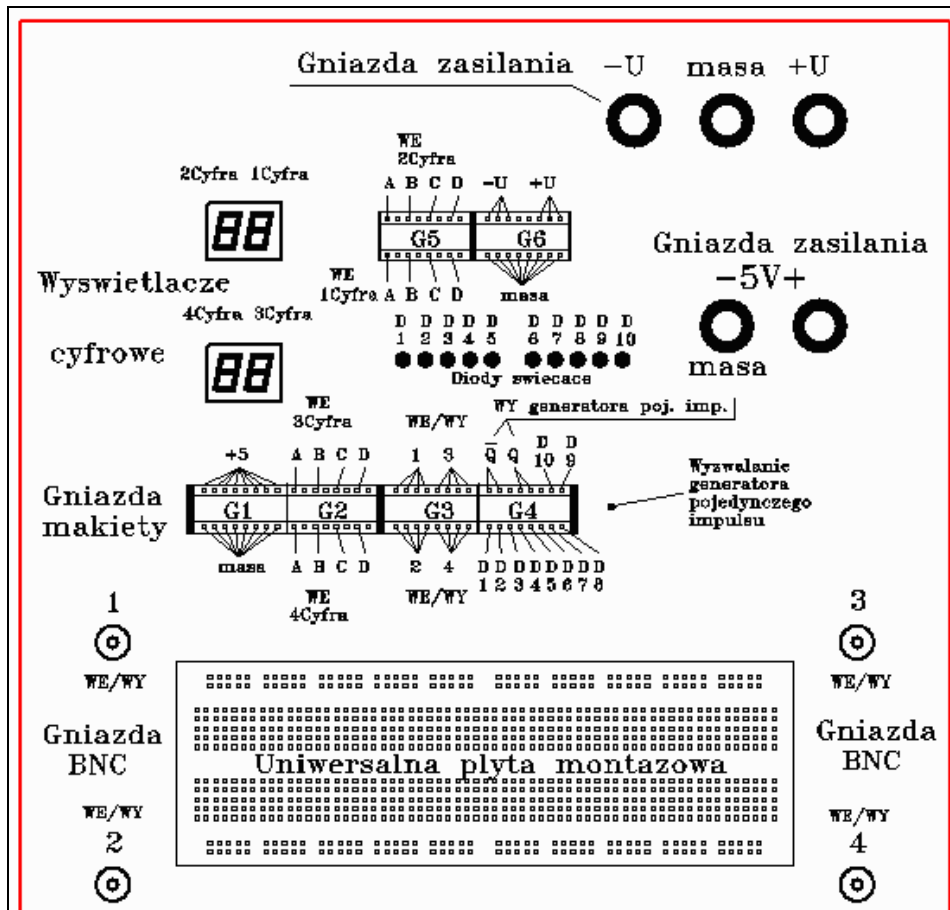 Gniazda zasilania -U masa +U
WE
2Cyfra
2Cyfra 1Cyfra
A B C D -U +U
88
G5 G6
Gniazda zasilania
-5V+
Wyswietlacze
WE
1Cyfra A B C D masa
4Cyfra 3Cyfra
D D D D D D D D D D
1 2 3 4 5 6 7 8 9 10
cyfrowe
88
masa
Diody swiecace
WE
3Cyfra
WE/WY
WY generatora poj. imp.
+5 A B C D 1 3 Q Q D 10 D 9
Wyzwalanie
generatora
pojedynczego
impulsu
Gniazda
makiety
G1 G2 G3 G4
masa A B C D 2 4 D D D D D D D D
1 2 3 4 5 6 7 8
WE
4Cyfra
WE/WY
1
WE/WY
3
WE/WY
Gniazda
BNC
Uniwersalna plyta montazowa
Gniazda
BNC
WE/WY
2
WE/WY
4